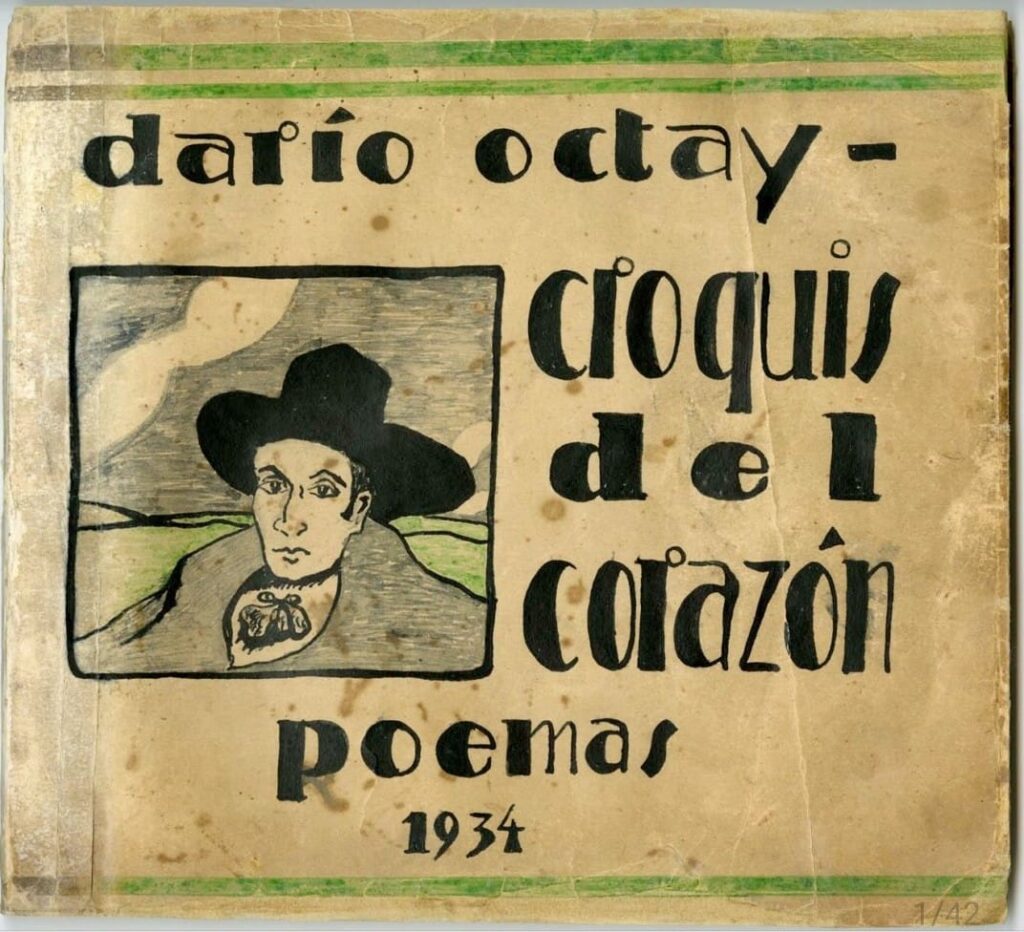 darío octay-
croquis
del
corazón
poemas
1934
1/42